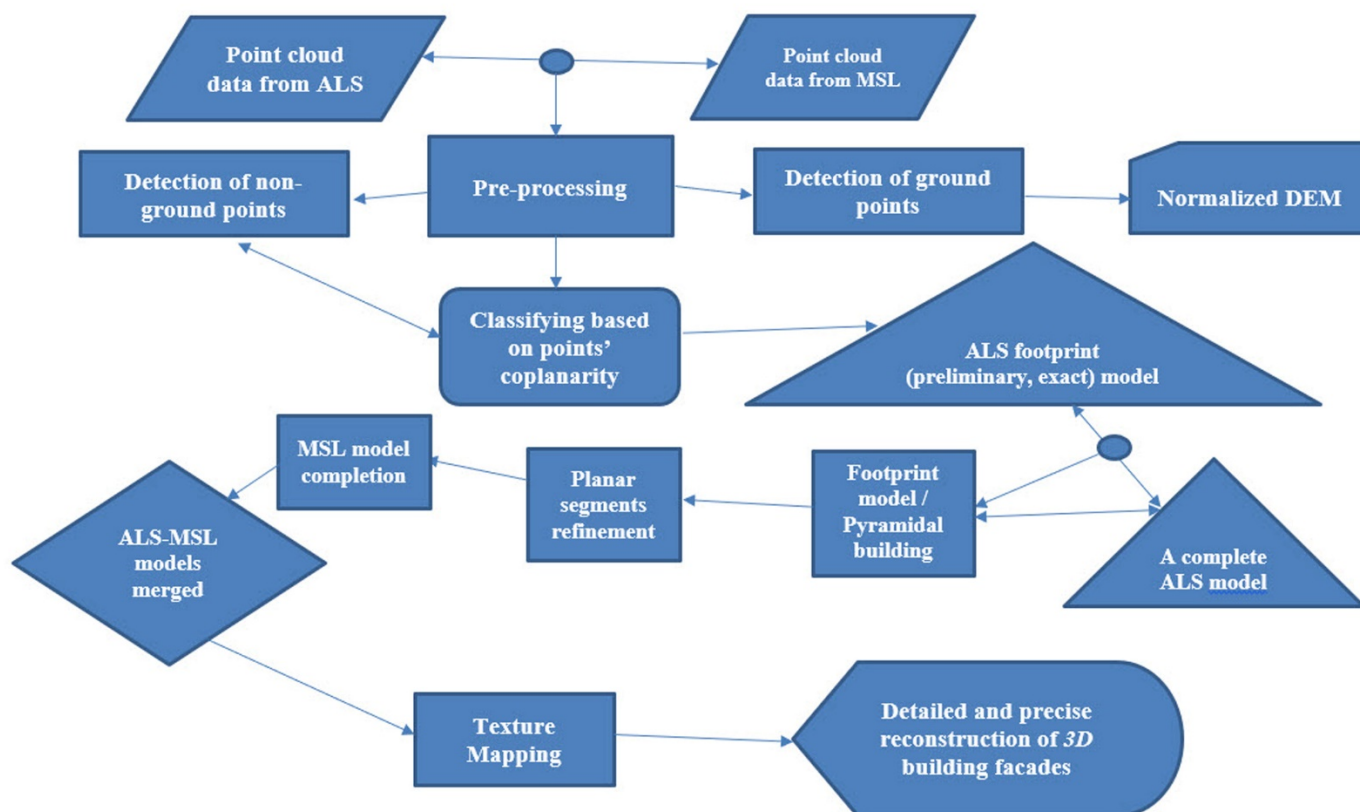 Point cloud
data from ALS
Point cloud
data from MSL
Detection of non-
ground points
Pre-processing
Detection of ground
points
Normalized DEM
Classifying based
on points’
coplanarity
ALS footprint
(preliminary, exact) model
MSL model
completion
Planar
segments
refinement
Footprint
model /
Pyramidal
building
A complete
ALS model
ALS-MSL
models
merged
Texture
Mapping
Detailed and precise
reconstruction of 3D
building facades